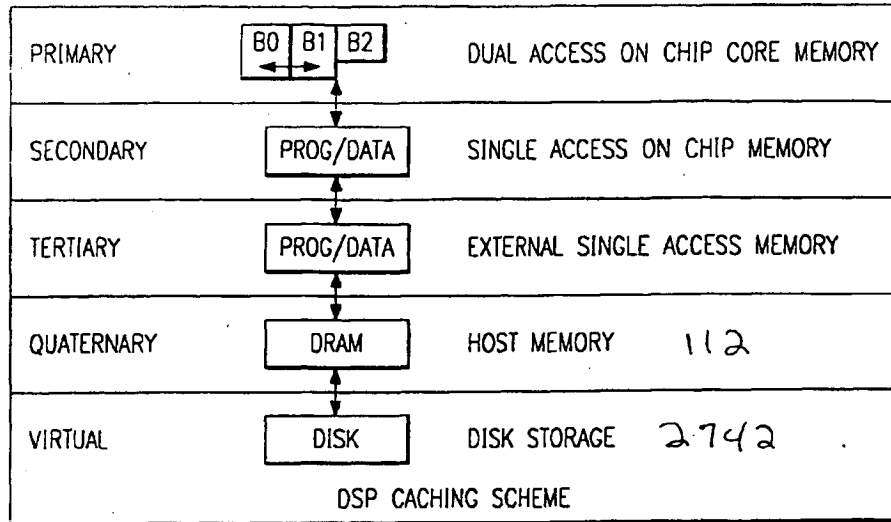 PRIMARY B0 B1 B2 DUAL ACCESS ON CHIP CORE MEMORY
SECONDARY PROG/DATA SINGLE ACCESS ON CHIP MEMORY
TERTIARY PROG/DATA EXTERNAL SINGLE ACCESS MEMORY
QUATERNARY DRAM HOST MEMORY 112
VIRTUAL DISK DISK STORAGE 2742
DSP CACHING SCHEME